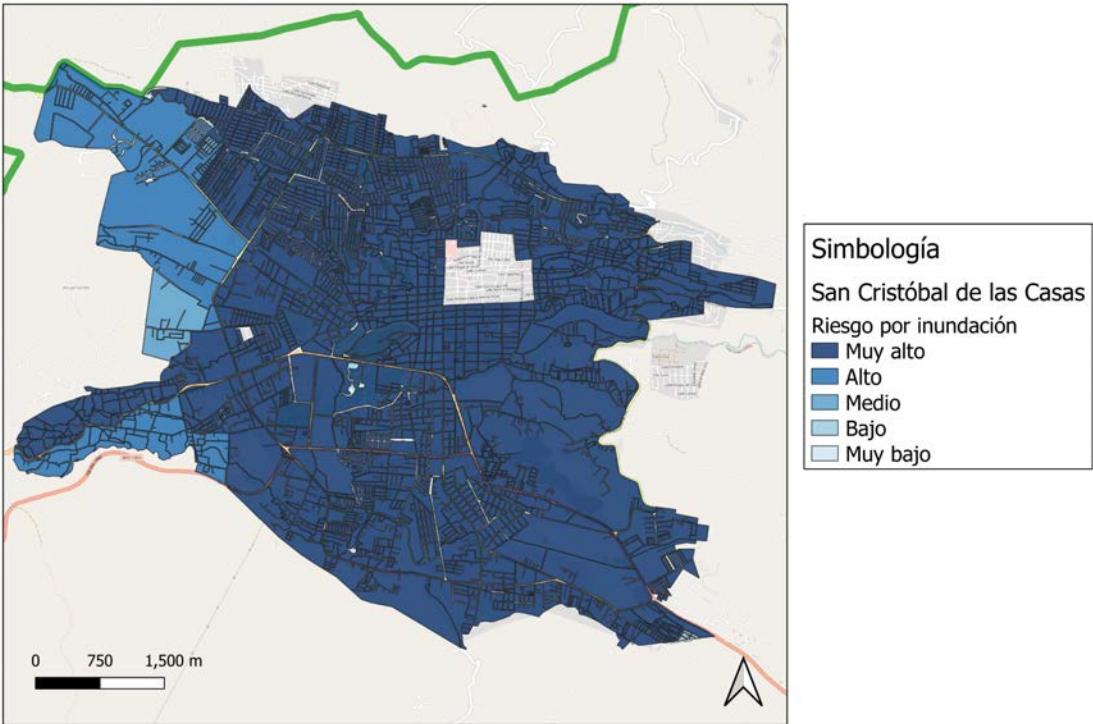 Simbología
San Cristóbal de las Casas
Riesgo por inundación
Muy alto
Alto
Medio
Bajo
Muy bajo
0 750 1,500 m